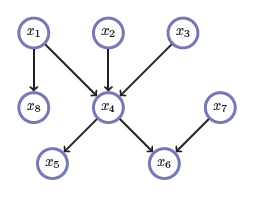 x₁ x₂ x₃
x₈ x₄ x₇
x₅ x₆